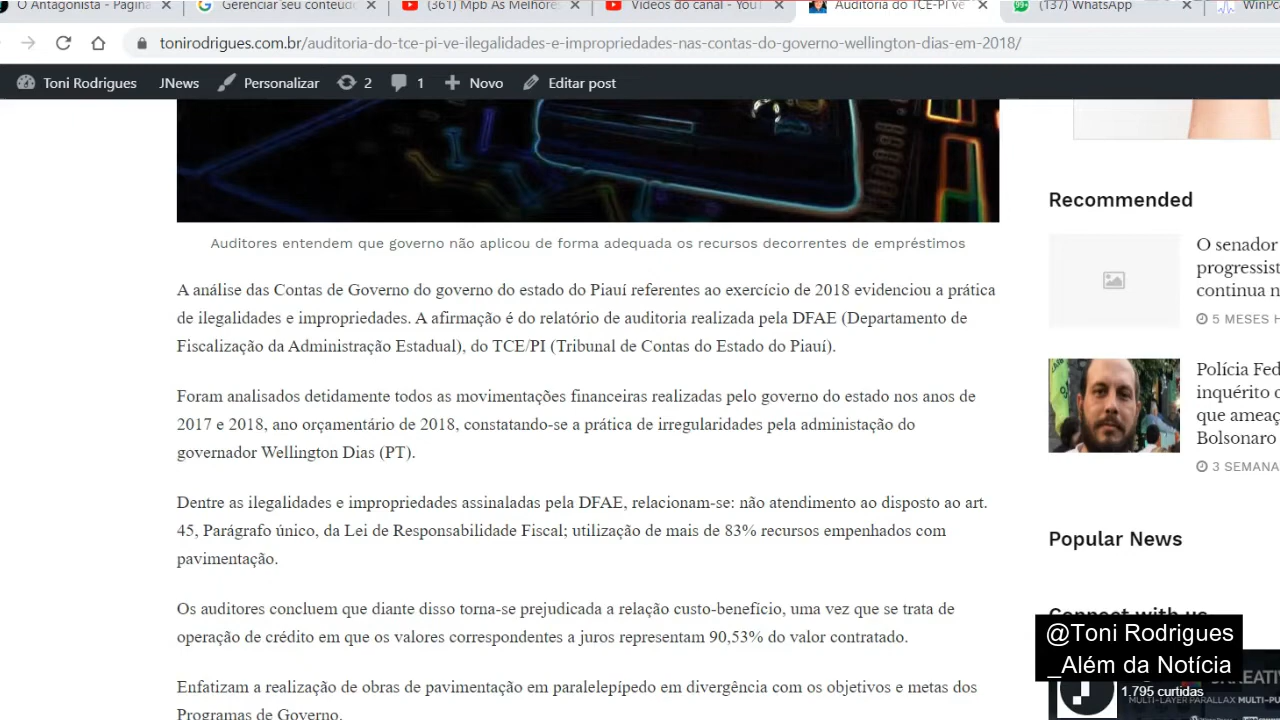 O Antagonista - Página
Gerenciar seu conteúdo
(361) Mpb As Melhores
Vídeos do canal - YouT
Auditoria do TCE-PI vê
(137) WhatsApp
WinPo
tonirodrigues.com.br/auditoria-do-tce-pi-ve-ilegalidades-e-impropriedades-nas-contas-do-governo-wellington-dias-em-2018/
Toni Rodrigues
JNews
Personalizar
2
1
Novo
Editar post
Auditores entendem que governo não aplicou de forma adequada os recursos decorrentes de empréstimos
A análise das Contas de Governo do governo do estado do Piauí referentes ao exercício de 2018 evidenciou a prática
de ilegalidades e impropriedades. A afirmação é do relatório de auditoria realizada pela DFAE (Departamento de
Fiscalização da Administração Estadual), do TCE/PI (Tribunal de Contas do Estado do Piauí).
Foram analisados detidamente todos as movimentações financeiras realizadas pelo governo do estado nos anos de
2017 e 2018, ano orçamentário de 2018, constatando-se a prática de irregularidades pela administação do
governador Wellington Dias (PT).
Dentre as ilegalidades e impropriedades assinaladas pela DFAE, relacionam-se: não atendimento ao disposto ao art.
45, Parágrafo único, da Lei de Responsabilidade Fiscal; utilização de mais de 83% recursos empenhados com
pavimentação.
Os auditores concluem que diante disso torna-se prejudicada a relação custo-benefício, uma vez que se trata de
operação de crédito em que os valores correspondentes a juros representam 90,53% do valor contratado.
Enfatizam a realização de obras de pavimentação em paralelepípedo em divergência com os objetivos e metas dos
Programas de Governo.
Recommended
O senador
progressist
continua n
5 MESES H
Polícia Fed
inquérito d
que ameaç
Bolsonaro
3 SEMANA
Popular News
Connect with us
@Toni Rodrigues
_Além da Notícia
1.795 curtidas
MULTI-LAYER PARALLAX MULTI-PU